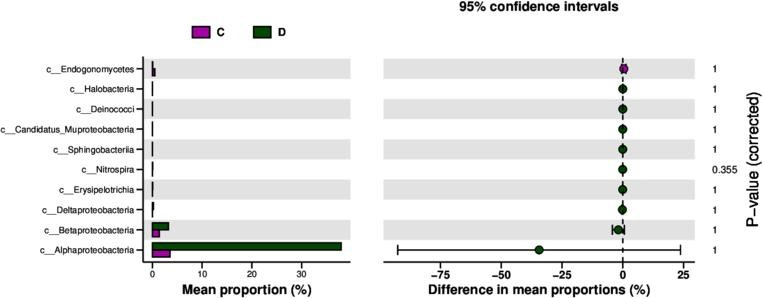 95% confidence intervals
C
D
c__Endogonomycetes
1
c__Halobacteria
1
c__Deinococci
1
c__Candidatus_Muproteobacteria
1
c__Sphingobacteriia
1
c__Nitrospira
0.355
c__Erysipelotrichia
1
c__Deltaproteobacteria
1
c__Betaproteobacteria
1
c__Alphaproteobacteria
1
P-value (corrected)
0 10 20 30
-75 -50 -25 0 25
Mean proportion (%)
Difference in mean proportions (%)